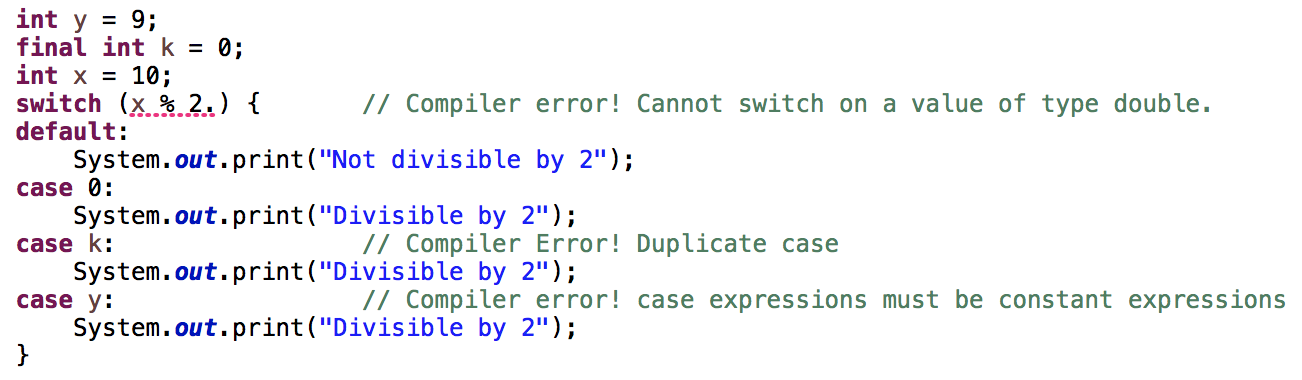 int y = 9;
final int k = 0;
int x = 10;
switch (x % 2.) {       // Compiler error! Cannot switch on a value of type double.
default:
    System.out.print("Not divisible by 2");
case 0:
    System.out.print("Divisible by 2");
case k:                 // Compiler Error! Duplicate case
    System.out.print("Divisible by 2");
case y:                 // Compiler error! case expressions must be constant expressions
    System.out.print("Divisible by 2");
}